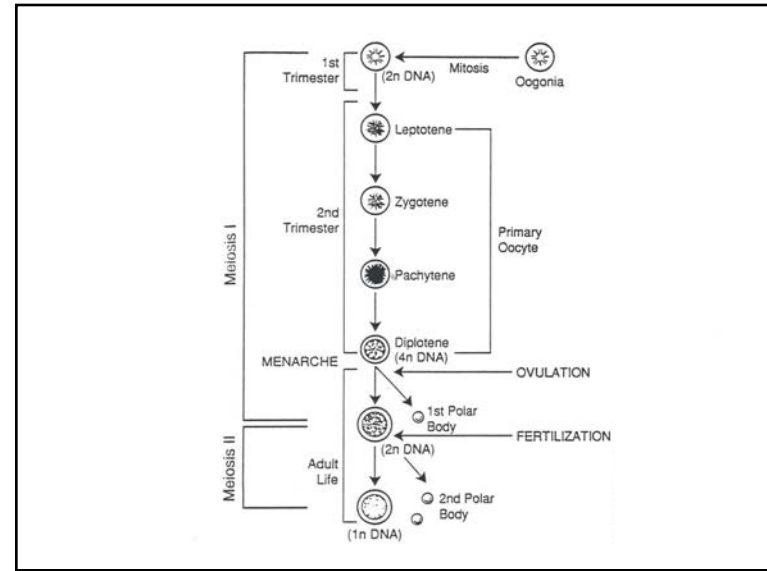 1st
Trimester
(2n DNA)
Mitosis
Oogonia
Leptotene
2nd
Trimester
Zygotene
Primary
Oocyte
Pachytene
Meiosis I
Diplotene
(4n DNA)
MENARCHE
OVULATION
1st Polar
Body
FERTILIZATION
(2n DNA)
Meiosis II
Adult
Life
2nd Polar
Body
(1n DNA)